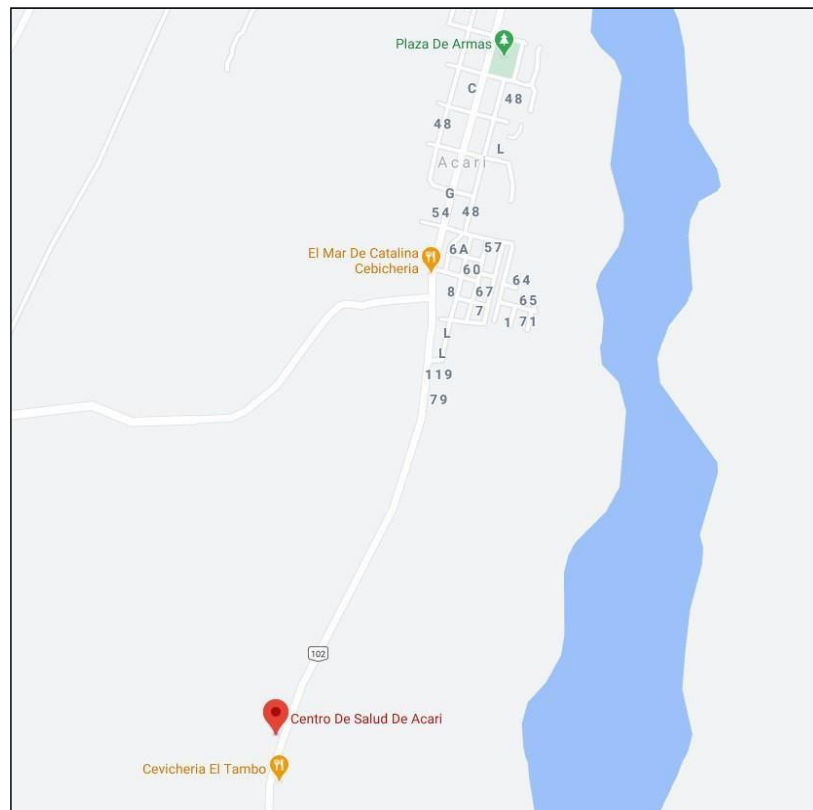 Plaza De Armas
C
48
48
L
Acari
G
54
48
6A
57
El Mar De Catalina
Cebicheria
60
64
8
67
65
7
1
71
L
L
119
79
102
Centro De Salud De Acari
Cevicheria El Tambo